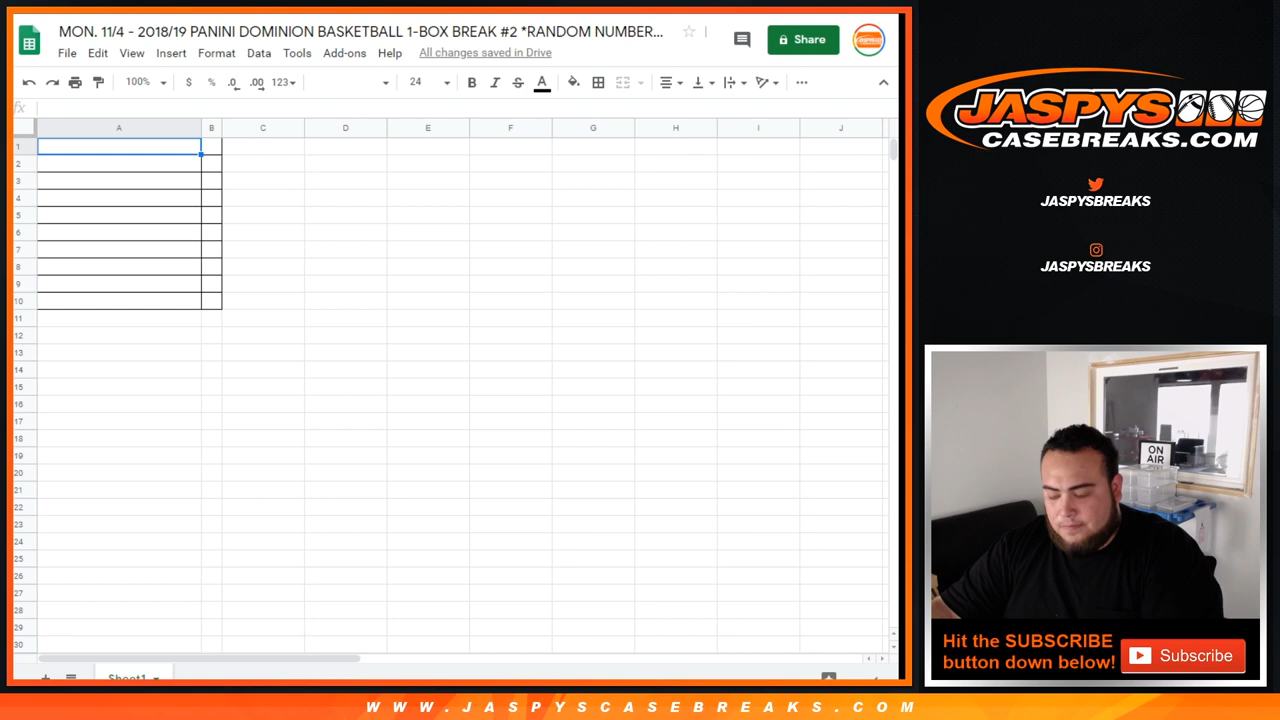 MON. 11/4 - 2018/19 PANINI DOMINION BASKETBALL 1-BOX BREAK #2 *RANDOM NUMBER...
File Edit View Insert Format Data Tools Add-ons Help All changes saved in Drive
Share
100% $ % .0 .00 123 24 B I S A
fx
A B C D E F G H I J
1
2
3
4
5
6
7
8
9
10
11
12
13
14
15
16
17
18
19
20
21
22
23
24
25
26
27
28
29
30
Sheet1
JASPYS
CASEBREAKS.COM
JASPYSBREAKS
JASPYSBREAKS
ON
AIR
Hit the SUBSCRIBE
button down below!
Subscribe
WWW.JASPYSCASEBREAKS.COM